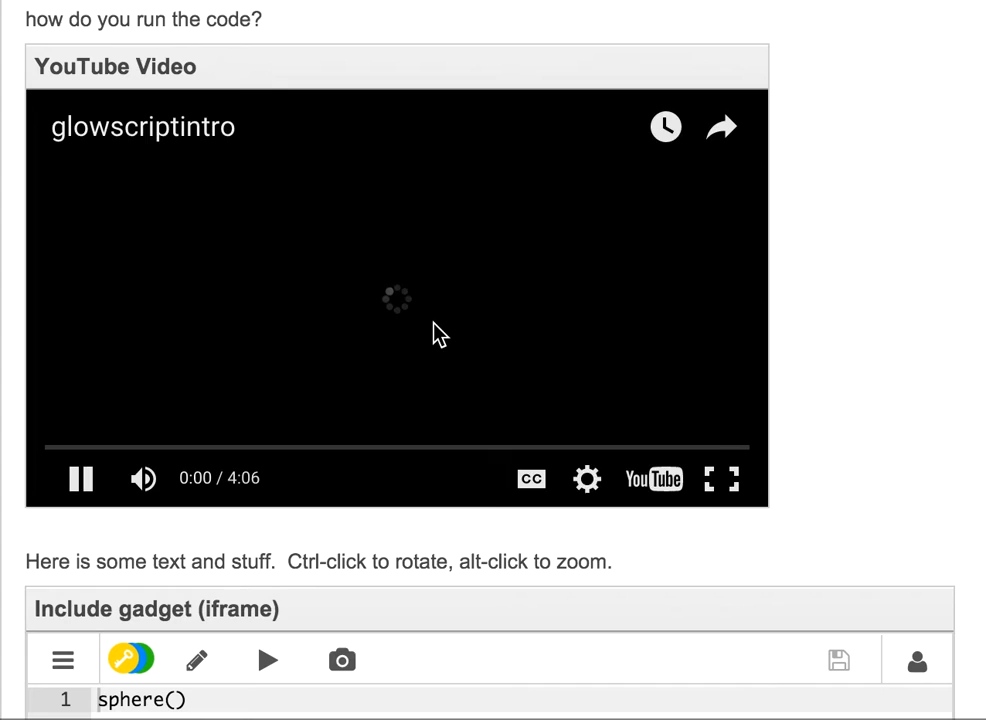 how do you run the code?
YouTube Video
glowscriptintro
0:00 / 4:06 CC YouTube
Here is some text and stuff.  Ctrl-click to rotate, alt-click to zoom.
Include gadget (iframe)
1 sphere()